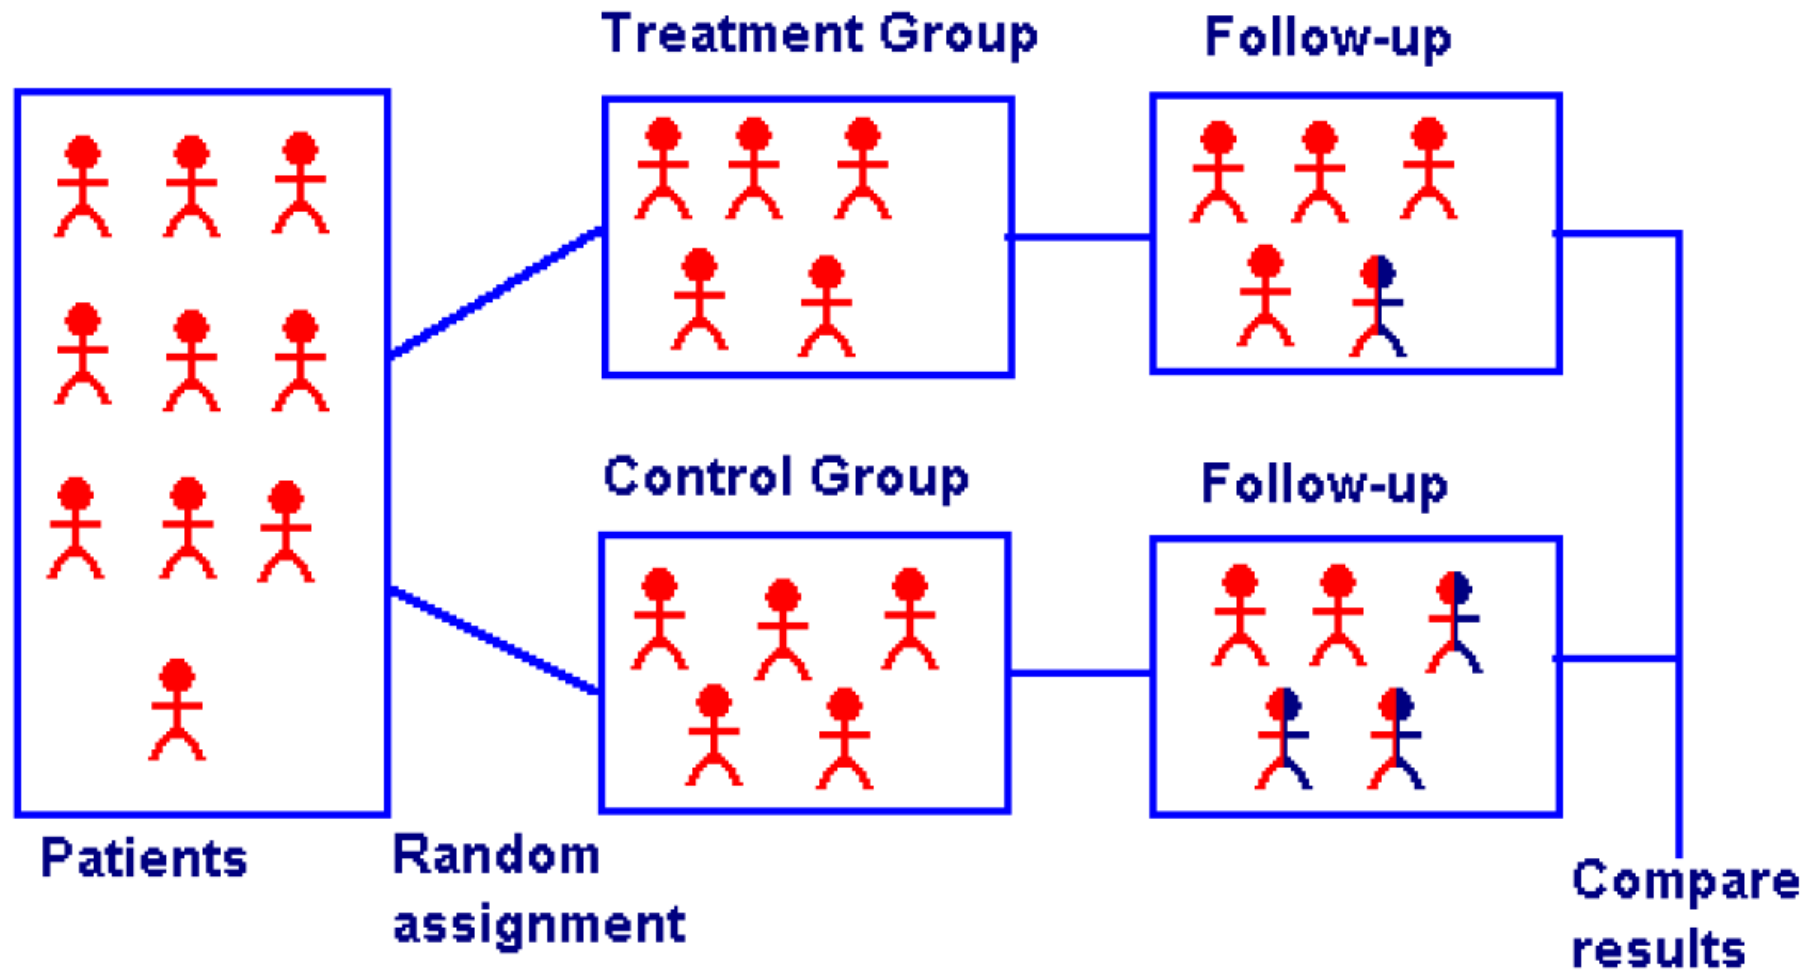 Treatment Group
Follow-up
Control Group
Follow-up
Patients
Random
assignment
Compare
results